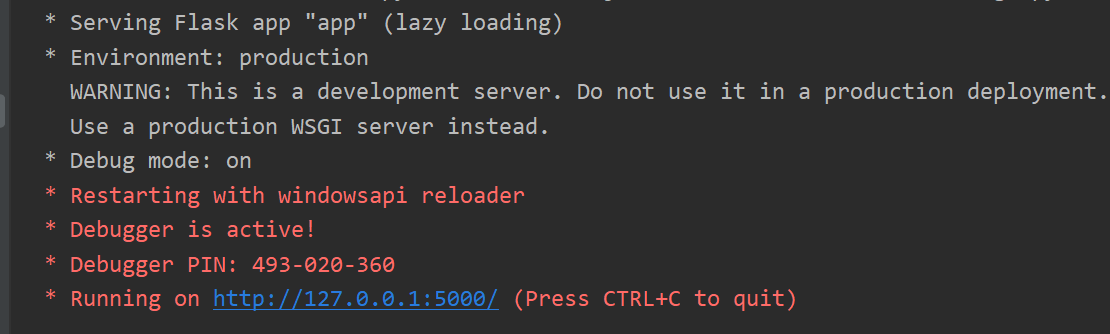 * Serving Flask app "app" (lazy loading)
* Environment: production
WARNING: This is a development server. Do not use it in a production deployment.
Use a production WSGI server instead.
* Debug mode: on
* Restarting with windowsapi reloader
* Debugger is active!
* Debugger PIN: 493-020-360
* Running on http://127.0.0.1:5000/ (Press CTRL+C to quit)